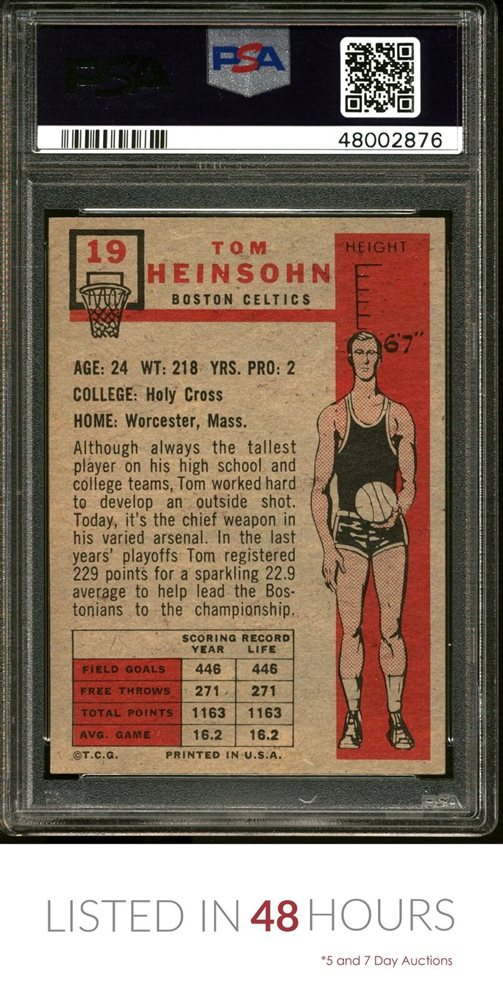 PSA
PSA
48002876
19
TOM
HEINSOHN
BOSTON CELTICS
HEIGHT
6'7"
AGE: 24 WT: 218 YRS. PRO: 2
COLLEGE: Holy Cross
HOME: Worcester, Mass.
Although always the tallest
player on his high school and
college teams, Tom worked hard
to develop an outside shot.
Today, it's the chief weapon in
his varied arsenal. In the last
years' playoffs Tom registered
229 points for a sparkling 22.9
average to help lead the Bos-
tonians to the championship.
SCORING RECORD
YEAR LIFE
FIELD GOALS 446 446
FREE THROWS 271 271
TOTAL POINTS 1163 1163
AVG. GAME 16.2 16.2
©T.C.G. PRINTED IN U.S.A.
PSA
LISTED IN 48 HOURS
*5 and 7 Day Auctions